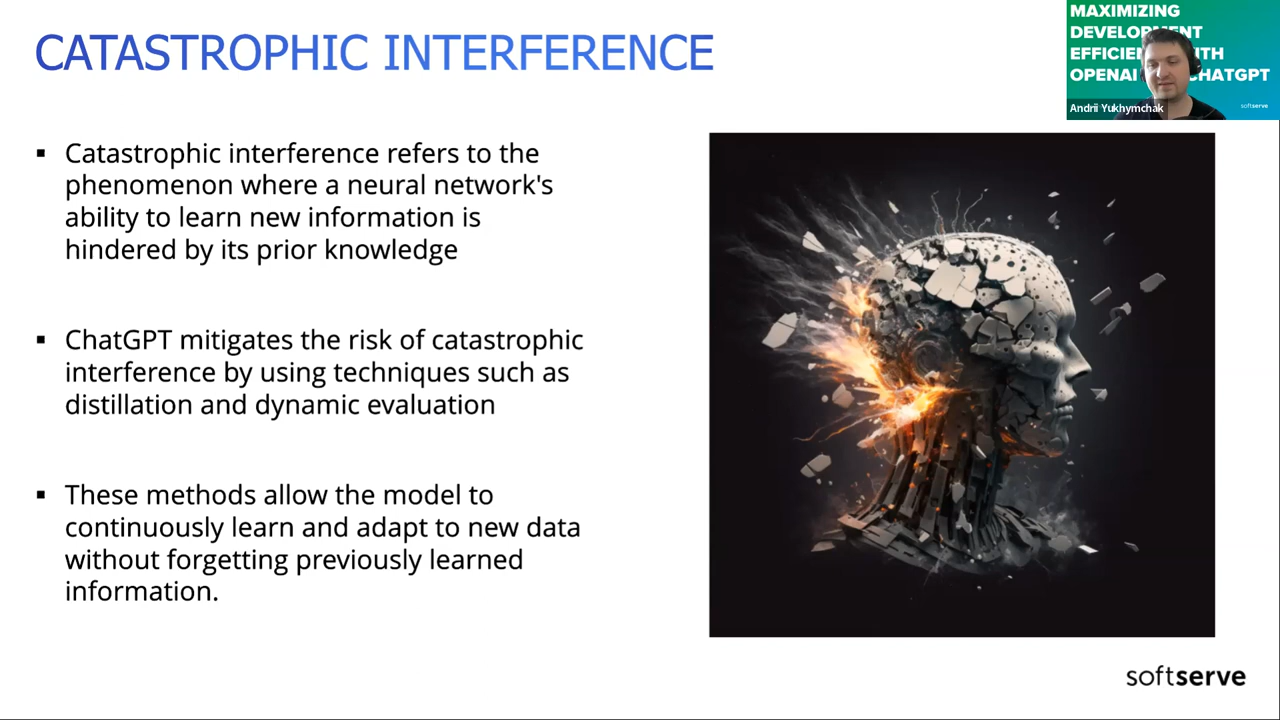 CATASTROPHIC INTERFERENCE
▪ Catastrophic interference refers to the
phenomenon where a neural network's
ability to learn new information is
hindered by its prior knowledge
▪ ChatGPT mitigates the risk of catastrophic
interference by using techniques such as
distillation and dynamic evaluation
▪ These methods allow the model to
continuously learn and adapt to new data
without forgetting previously learned
information.
MAXIMIZING
OPENAI
CHATGPT
Andrii Yukhymchak
softserve
softserve